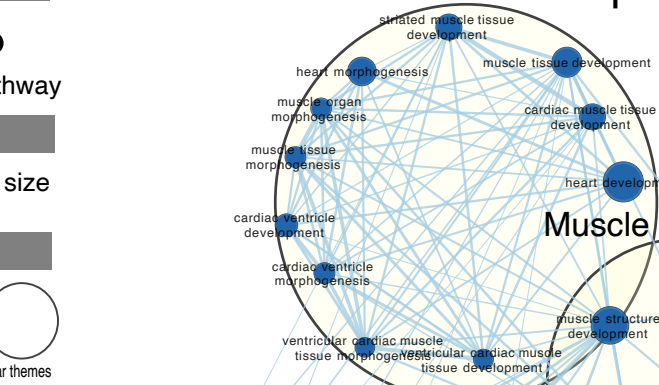 striated muscle tissue
development
heart morphogenesis
muscle tissue development
muscle organ
morphogenesis
cardiac muscle tissue
development
muscle tissue
morphogenesis
size
heart
cardiac ventricle
development
Muscle
cardiac ventricle
morphogenesis
muscle structure
development
ventricular cardiac muscle
tissue morphogenesis
ventricular cardiac muscle
tissue development
themes